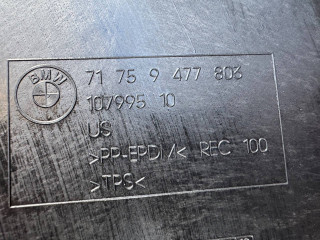 BMW
71 75 9 477 803
107995 10
US
>PP-EPDM< REC 100
>TPS<